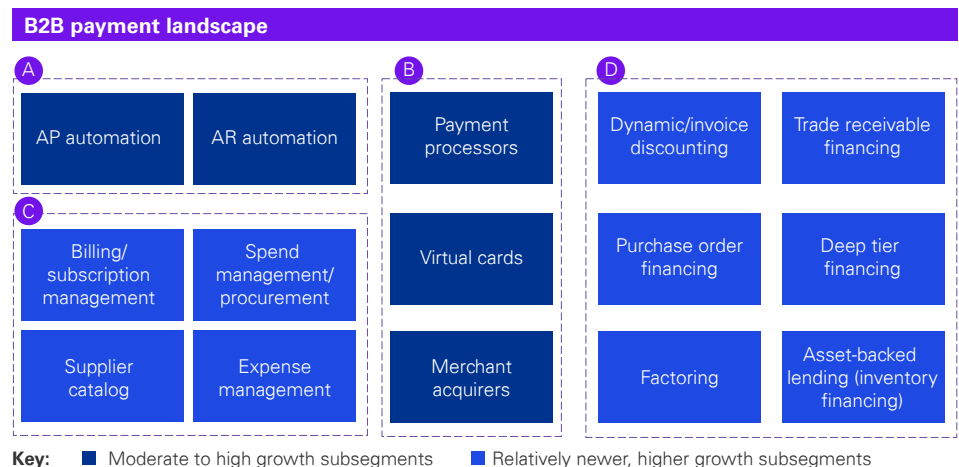 B2B payment landscape
A
AP automation
AR automation
B
Payment
processors
Virtual cards
Merchant
acquirers
C
Billing/
subscription
management
Spend
management/
procurement
Supplier
catalog
Expense
management
D
Dynamic/invoice
discounting
Trade receivable
financing
Purchase order
financing
Deep tier
financing
Factoring
Asset-backed
lending (inventory
financing)
Key: Moderate to high growth subsegments Relatively newer, higher growth subsegments